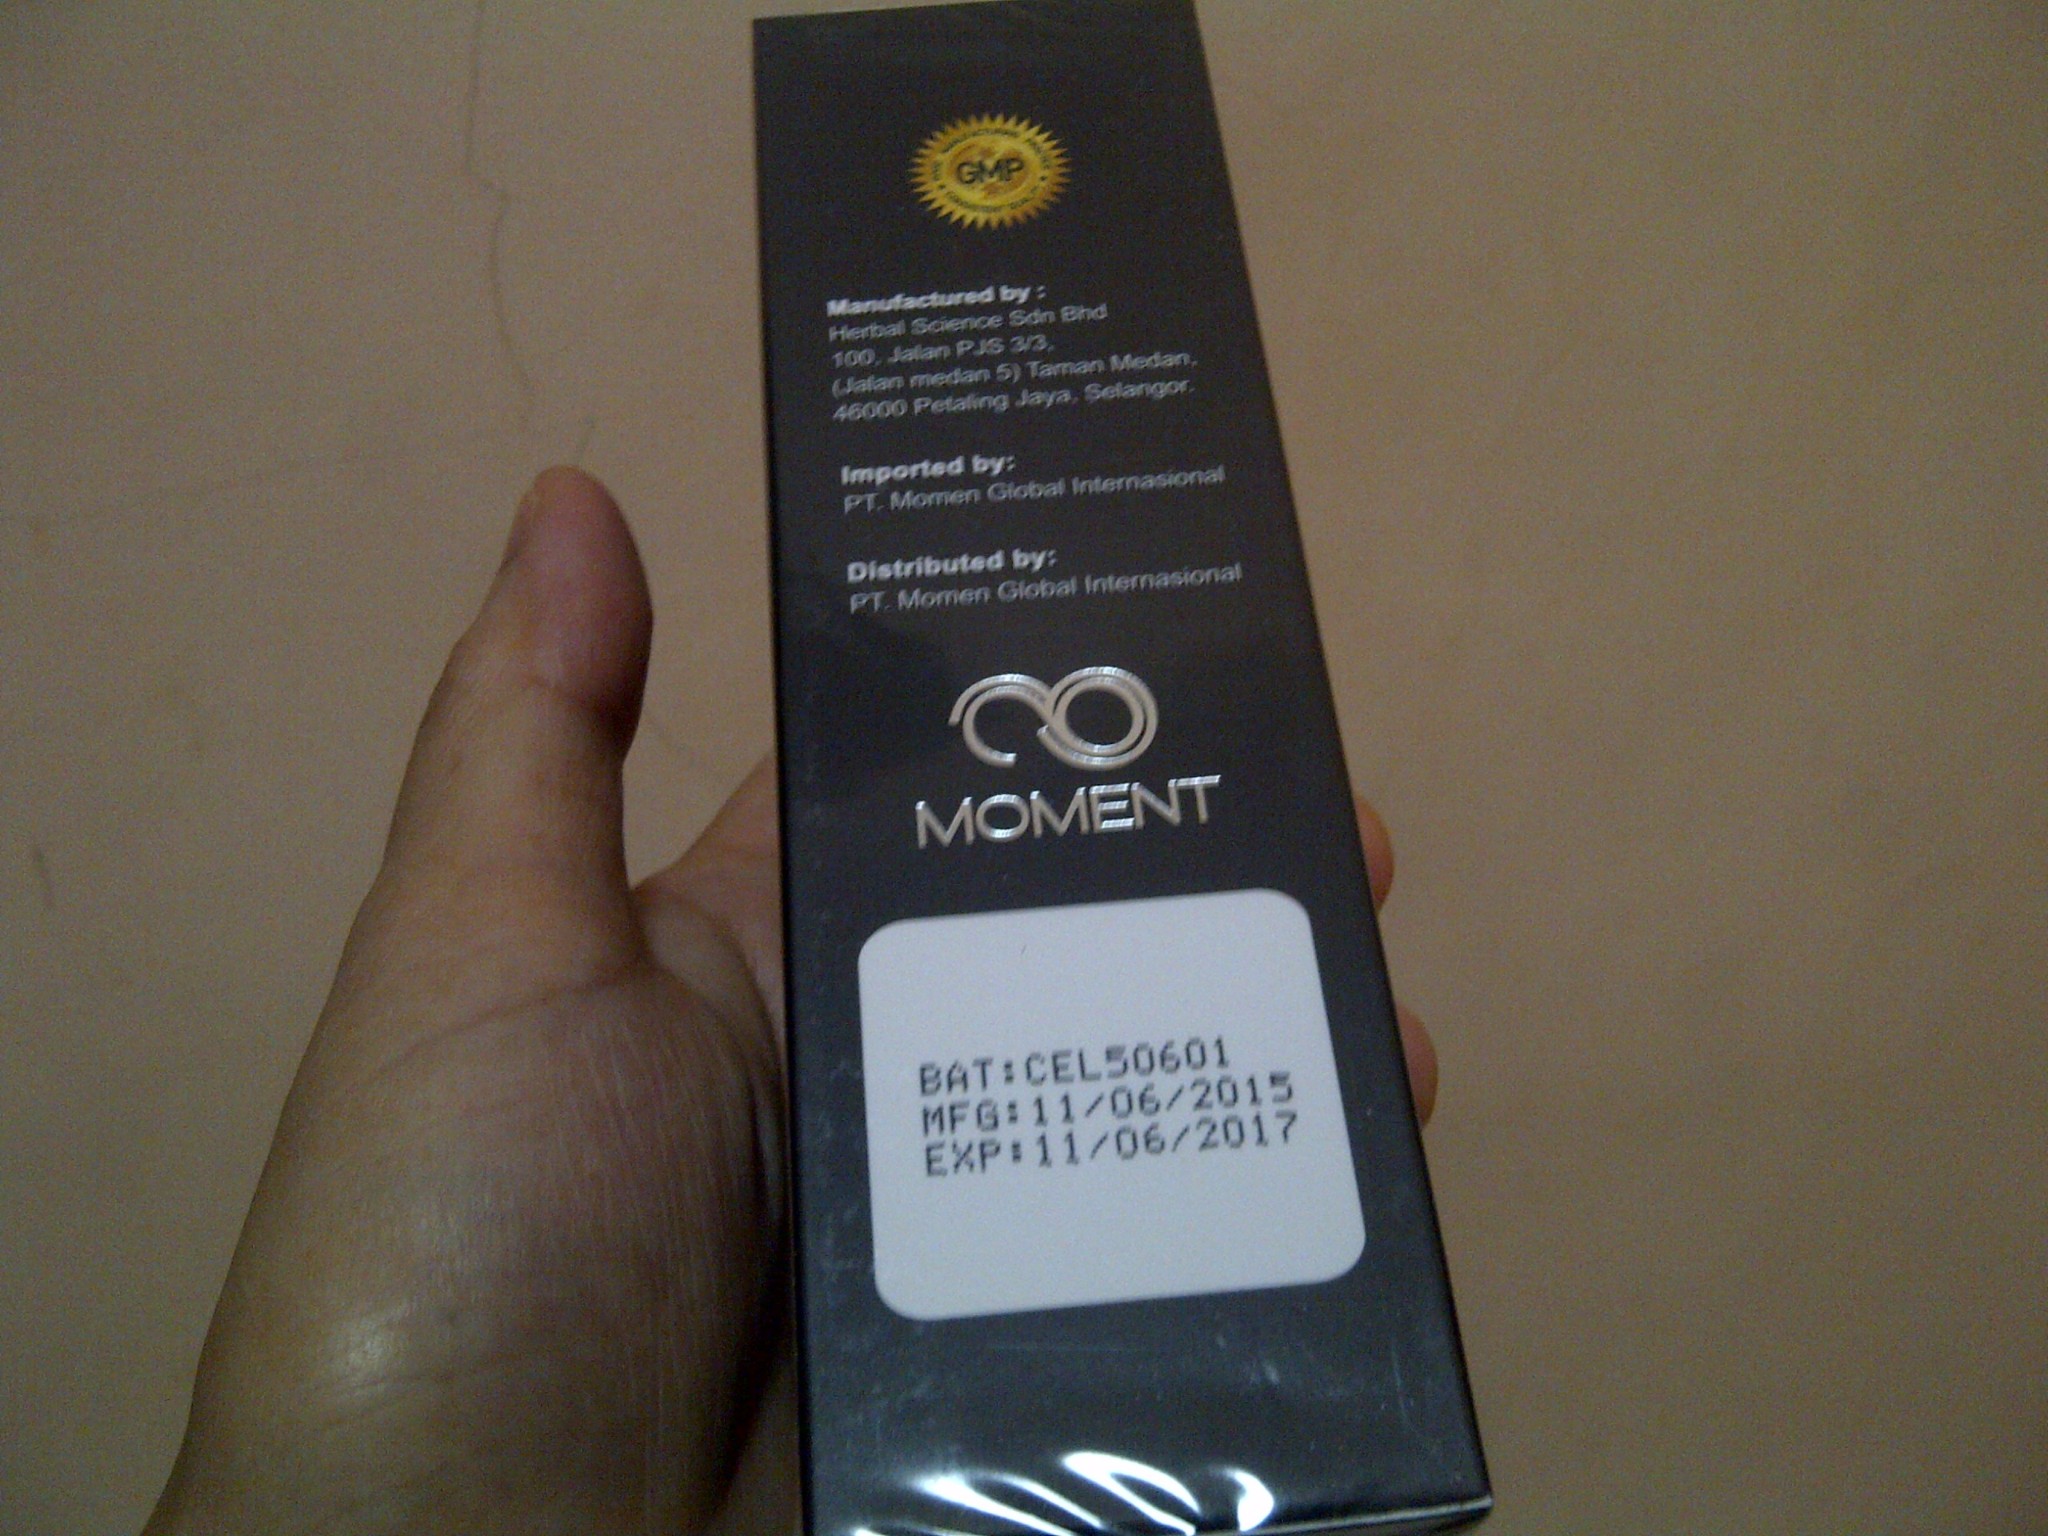 GMP
Manufactured by :
Herbal Science Sdn Bhd
100, Jalan PJS 3/3,
(Jalan medan 5) Taman Medan,
46000 Petaling Jaya, Selangor.
Imported by:
PT. Momen Global Internasional
Distributed by:
PT. Momen Global Internasional
MOMENT
BAT:CEL50601
MFG:11/06/2015
EXP:11/06/2017